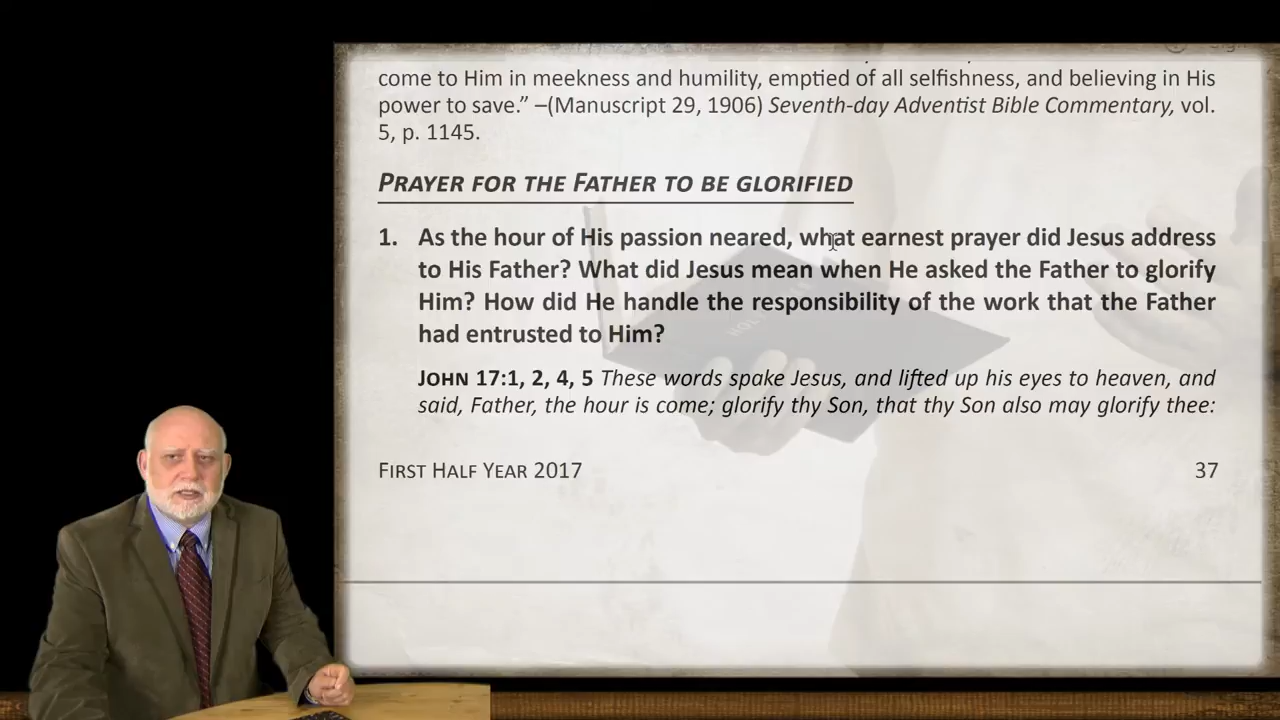 come to Him in meekness and humility, emptied of all selfishness, and believing in His
power to save.” –(Manuscript 29, 1906) Seventh-day Adventist Bible Commentary, vol.
5, p. 1145.
PRAYER FOR THE FATHER TO BE GLORIFIED
1. As the hour of His passion neared, what earnest prayer did Jesus address
to His Father? What did Jesus mean when He asked the Father to glorify
Him? How did He handle the responsibility of the work that the Father
had entrusted to Him?
JOHN 17:1, 2, 4, 5 These words spake Jesus, and lifted up his eyes to heaven, and
said, Father, the hour is come; glorify thy Son, that thy Son also may glorify thee:
FIRST HALF YEAR 2017 37